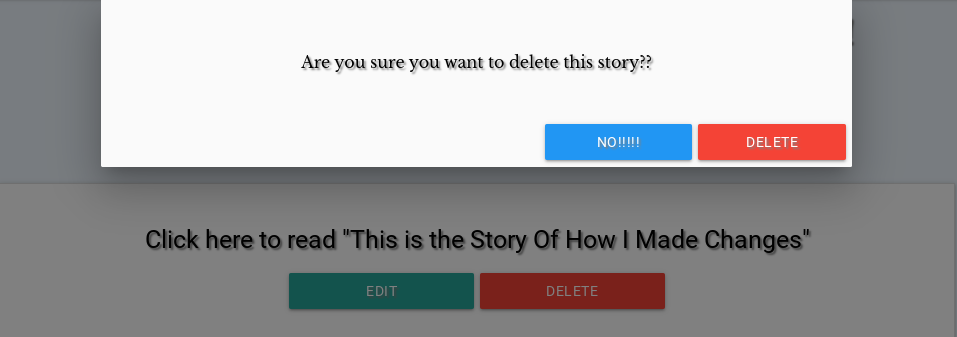 Are you sure you want to delete this story??
NO!!!!!
DELETE
Click here to read "This is the Story Of How I Made Changes"
EDIT
DELETE